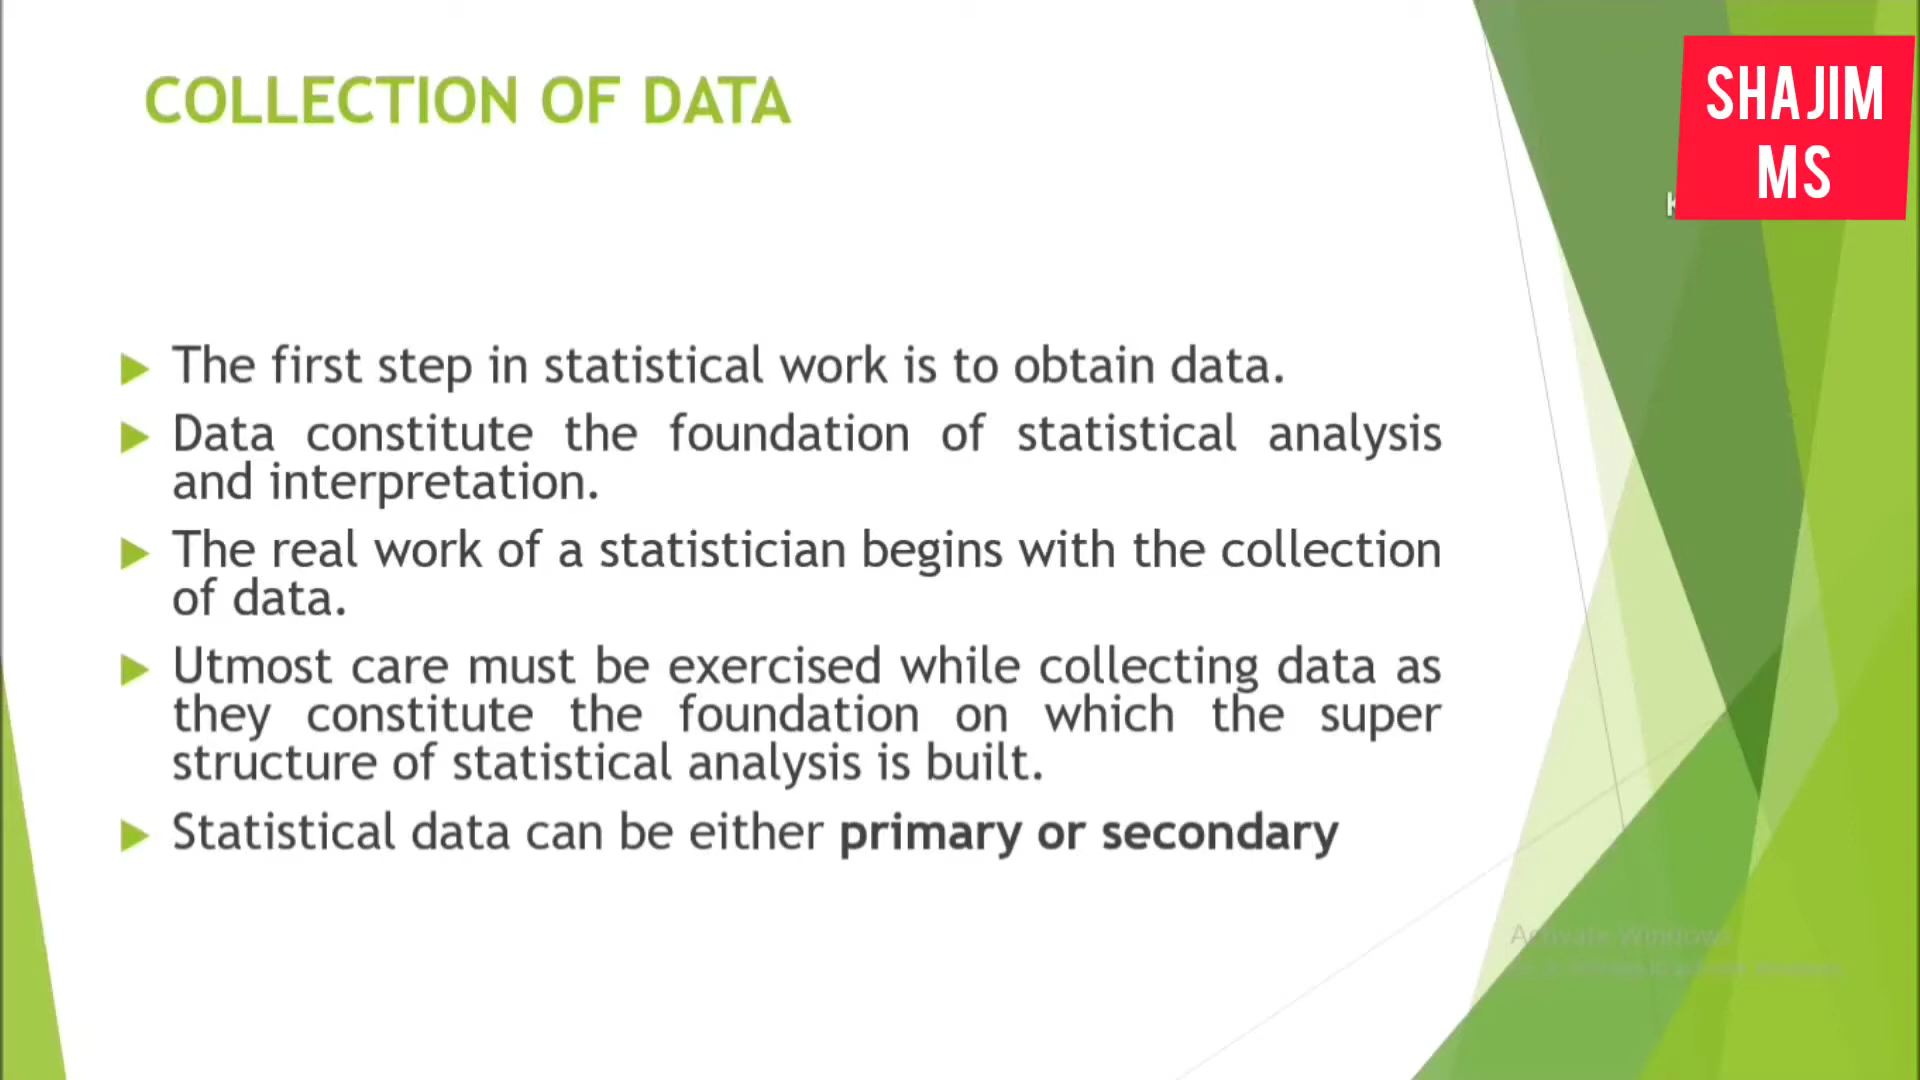 COLLECTION OF DATA
SHAJIM
MS
The first step in statistical work is to obtain data.
Data constitute the foundation of statistical analysis
and interpretation.
The real work of a statistician begins with the collection
of data.
Utmost care must be exercised while collecting data as
they constitute the foundation on which the super
structure of statistical analysis is built.
Statistical data can be either primary or secondary
Activate Windows